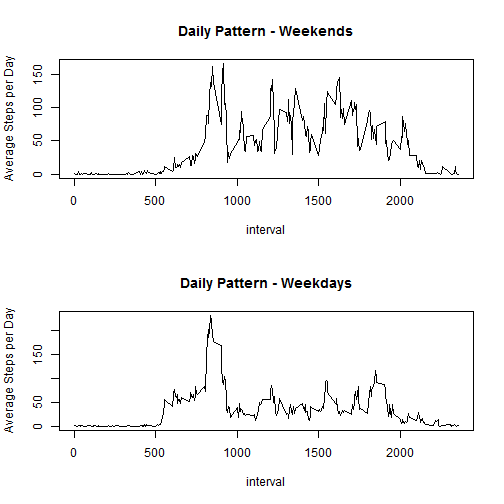 Daily Pattern - Weekends
Average Steps per Day
150
100
50
0
0 500 1000 1500 2000
interval
Daily Pattern - Weekdays
Average Steps per Day
150
50
0
0 500 1000 1500 2000
interval